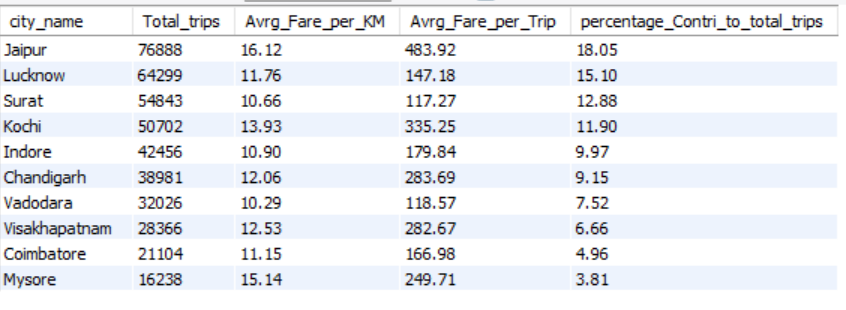 city_name Total_trips Avrg_Fare_per_KM Avrg_Fare_per_Trip percentage_Contri_to_total_trips
Jaipur 76888 16.12 483.92 18.05
Lucknow 64299 11.76 147.18 15.10
Surat 54843 10.66 117.27 12.88
Kochi 50702 13.93 335.25 11.90
Indore 42456 10.90 179.84 9.97
Chandigarh 38981 12.06 283.69 9.15
Vadodara 32026 10.29 118.57 7.52
Visakhapatnam 28366 12.53 282.67 6.66
Coimbatore 21104 11.15 166.98 4.96
Mysore 16238 15.14 249.71 3.81